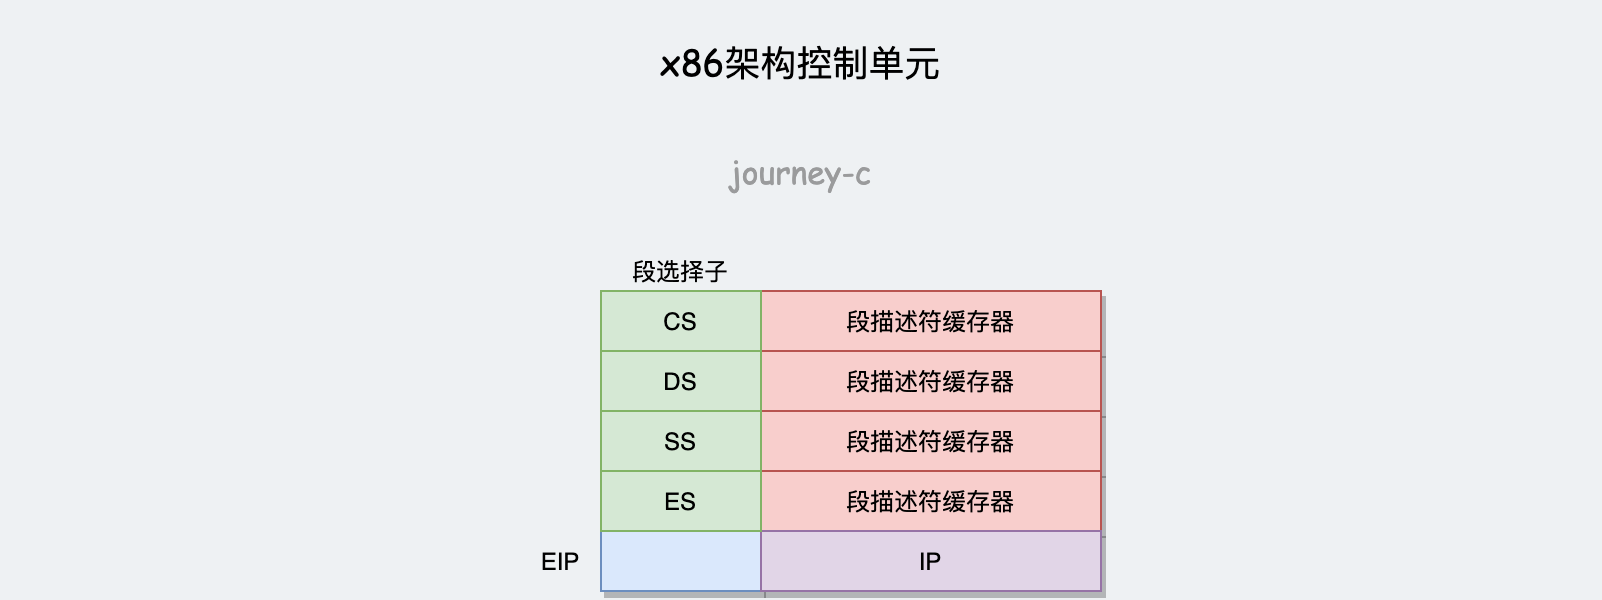 x86架构控制单元
journey-c
段选择子
CS 段描述符缓存器
DS 段描述符缓存器
SS 段描述符缓存器
ES 段描述符缓存器
EIP IP